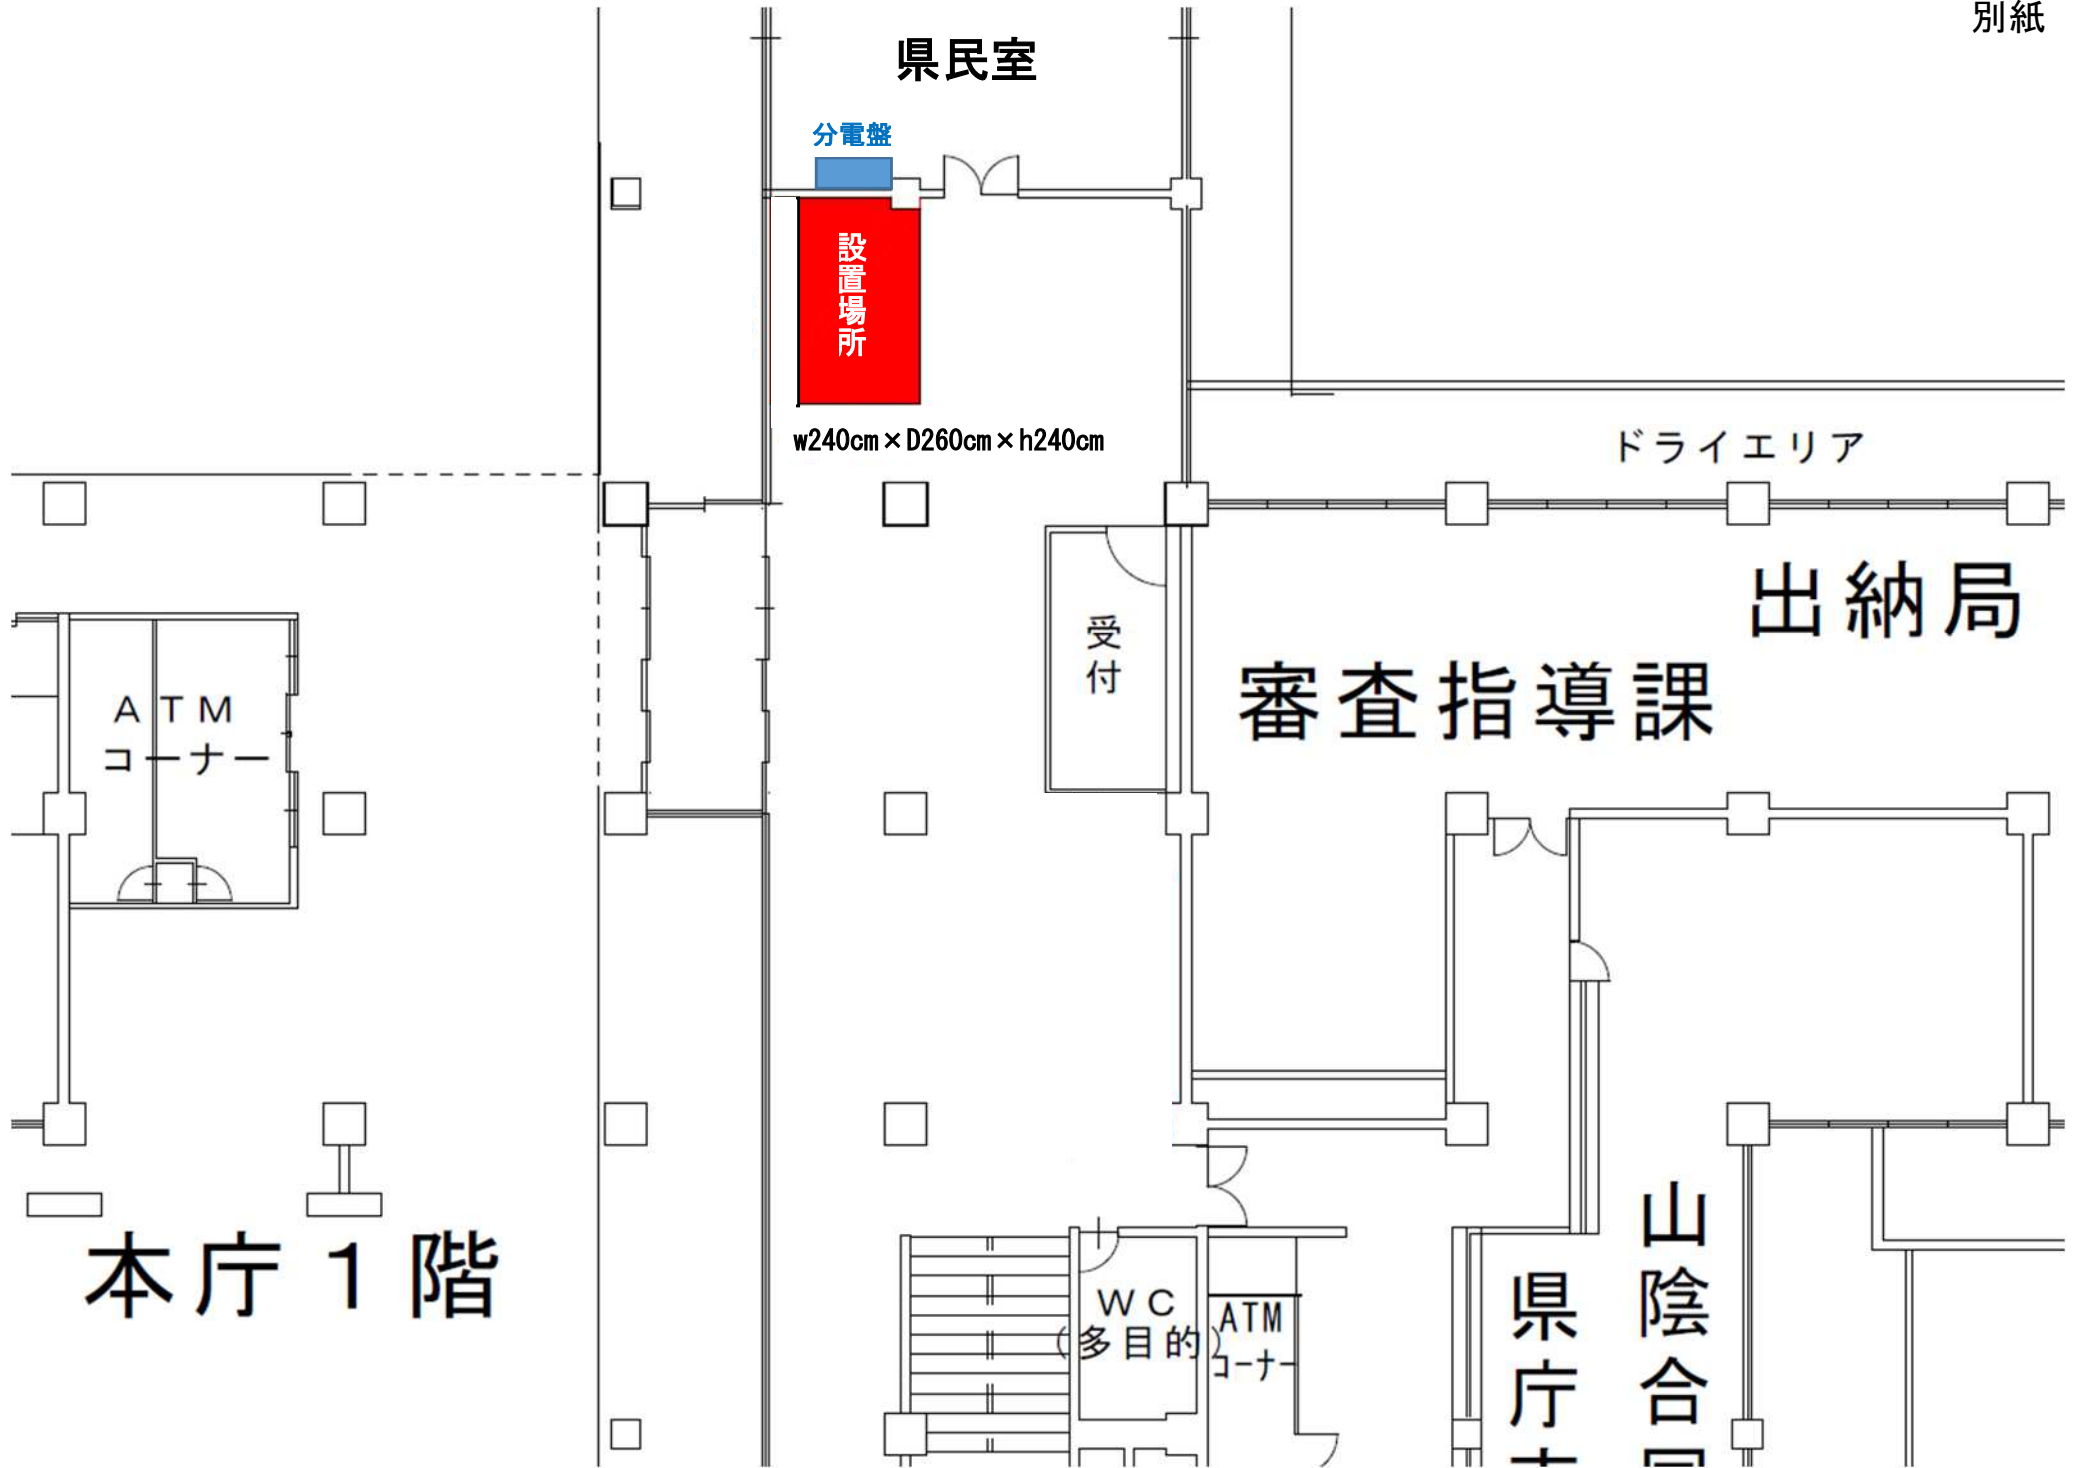 別紙
県民室
分電盤
設置場所
w240cm×D260cm×h240cm
ドライエリア
出納局
受付
審査指導課
ATM
コーナー
本庁1階
WC
(多目的)
ATM
コーナー
県庁
山陰合